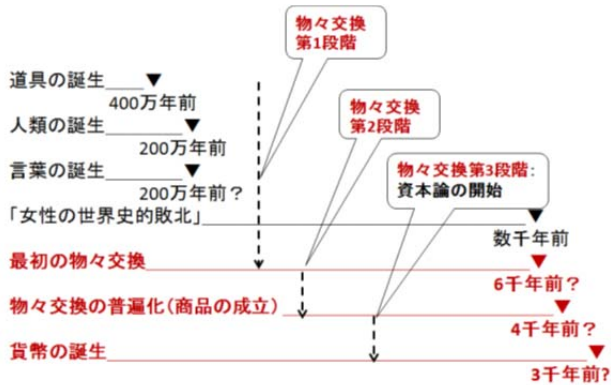 物々交換
第1段階
道具の誕生
400万年前
物々交換
第2段階
人類の誕生
200万年前
言葉の誕生
200万年前？
物々交換第3段階：
資本論の開始
「女性の世界史的敗北」
数千年前
最初の物々交換
6千年前？
物々交換の普遍化（商品の成立）
4千年前？
貨幣の誕生
3千年前?